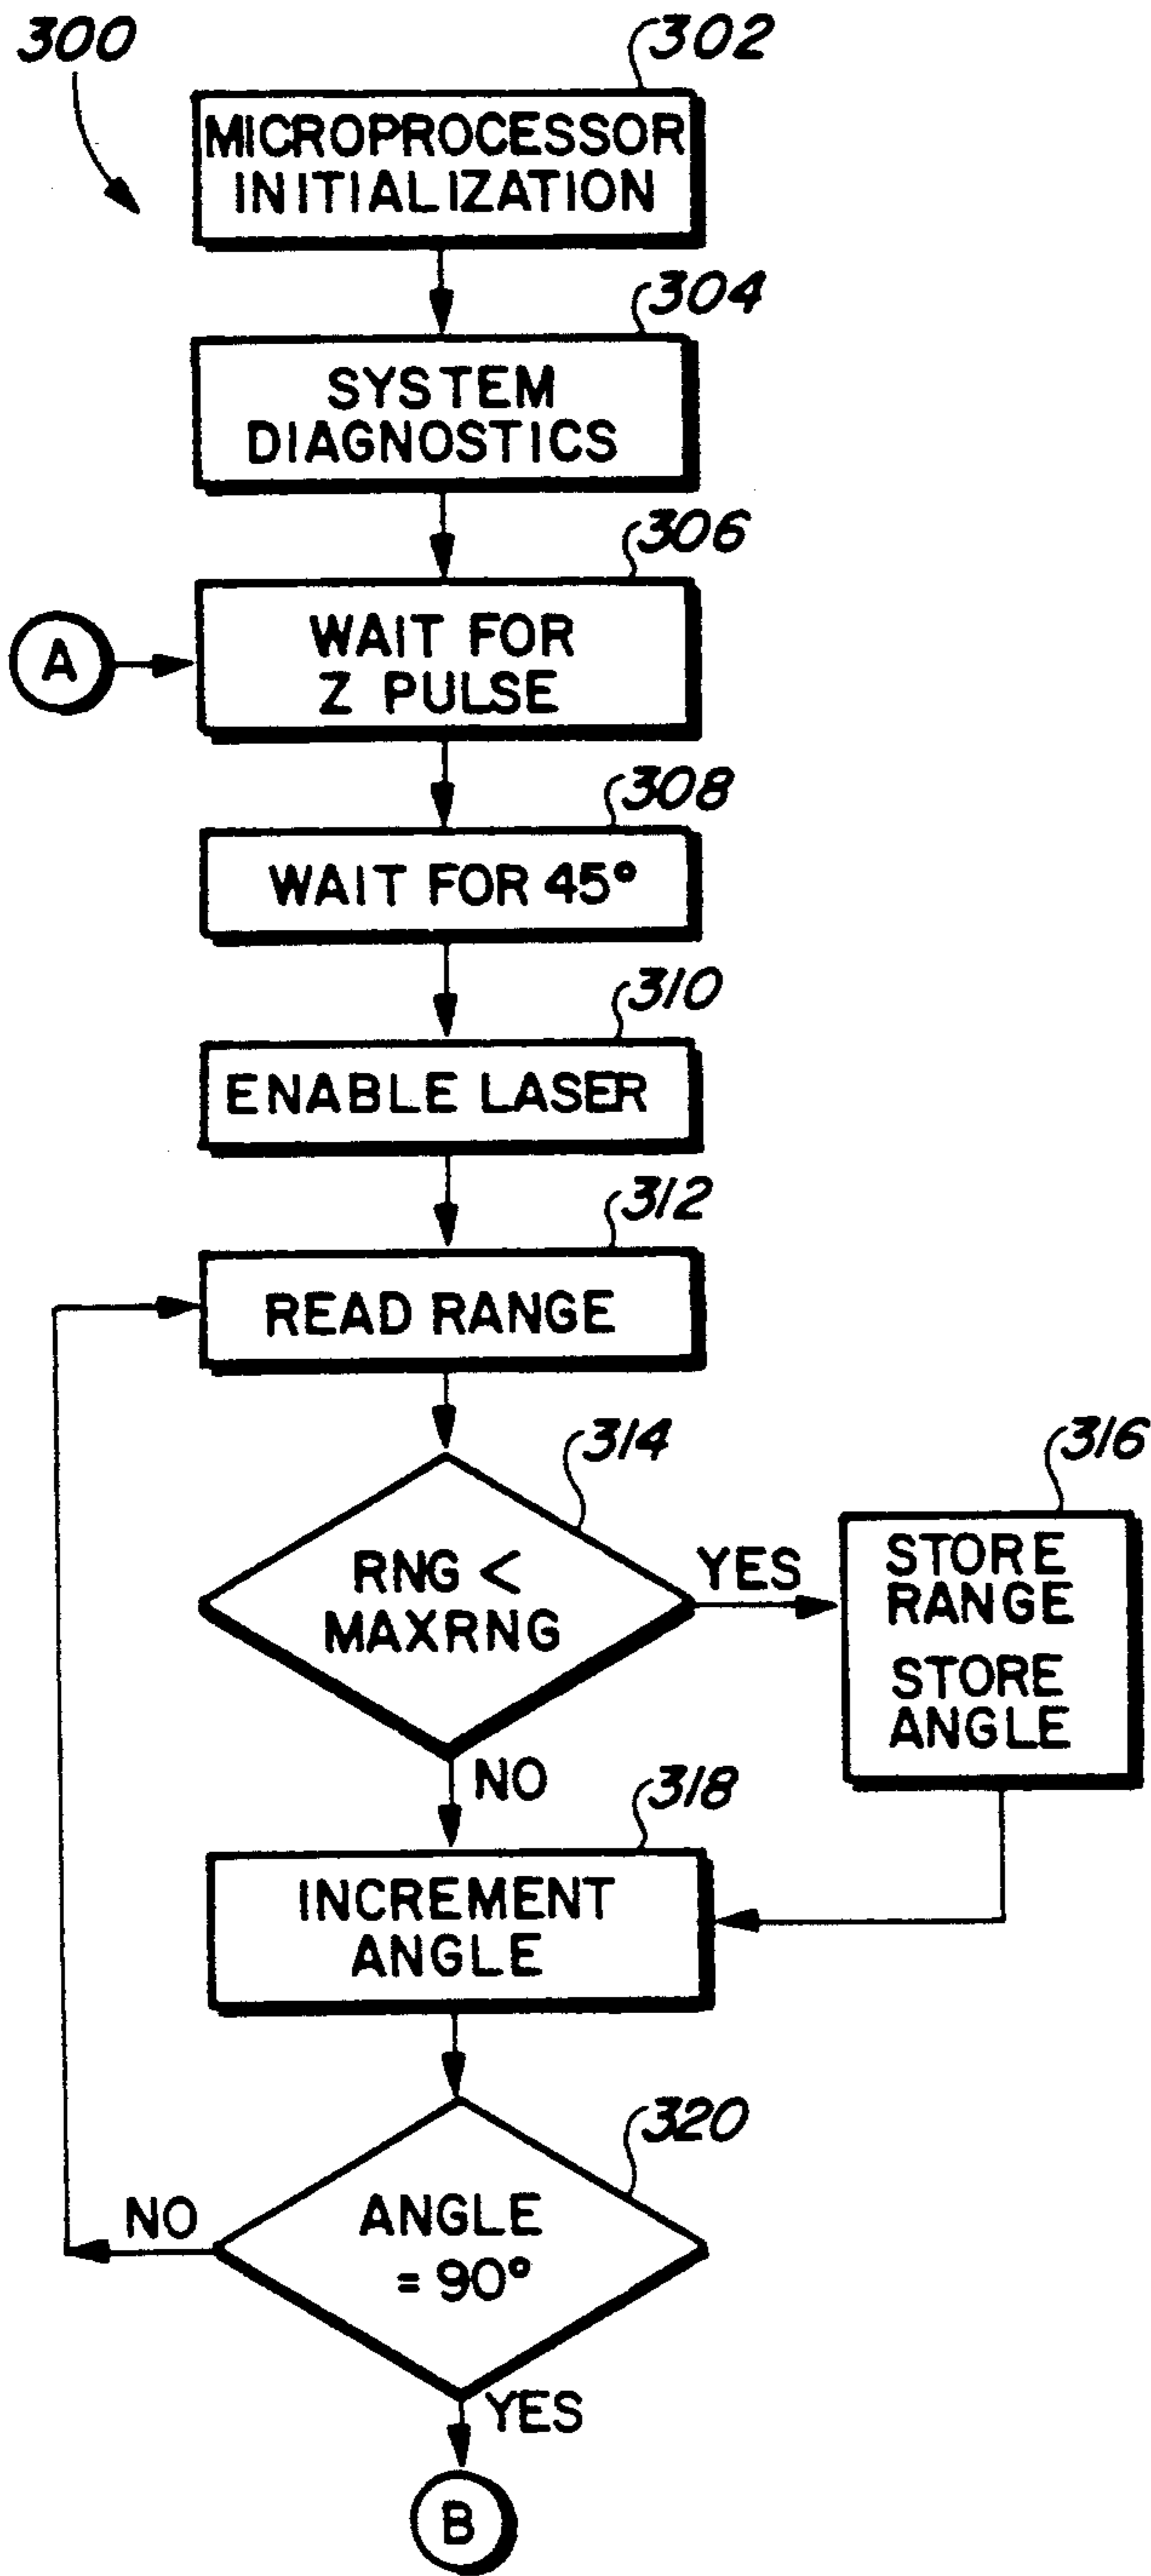 300
302
MICROPROCESSOR
INITIALIZATION
304
SYSTEM
DIAGNOSTICS
306
A
WAIT FOR
Z PULSE
308
WAIT FOR 45°
310
ENABLE LASER
312
READ RANGE
314
RNG <
MAXRNG
YES
316
STORE
RANGE
STORE
ANGLE
NO
318
INCREMENT
ANGLE
320
ANGLE
= 90°
NO
YES
B